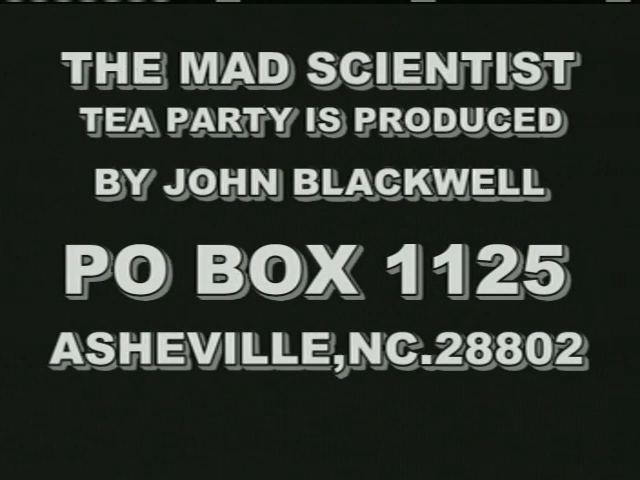 THE MAD SCIENTIST
TEA PARTY IS PRODUCED
BY JOHN BLACKWELL
PO BOX 1125
ASHEVILLE,NC.28802